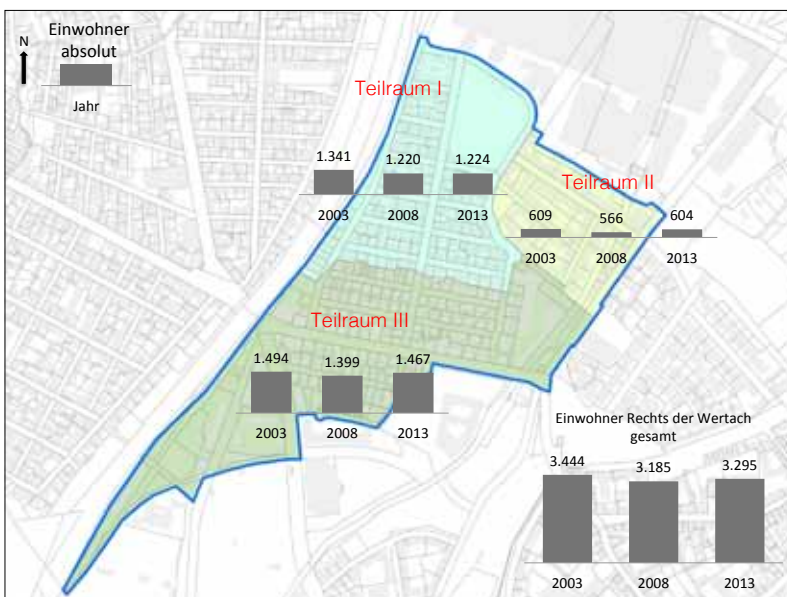 Einwohner
absolut
N
Jahr
Teilraum I
1.341 1.220 1.224
2003 2008 2013
Teilraum II
609 566 604
2003 2008 2013
Teilraum III
1.494 1.399 1.467
2003 2008 2013
Einwohner Rechts der Wertach
gesamt
3.444 3.185 3.295
2003 2008 2013